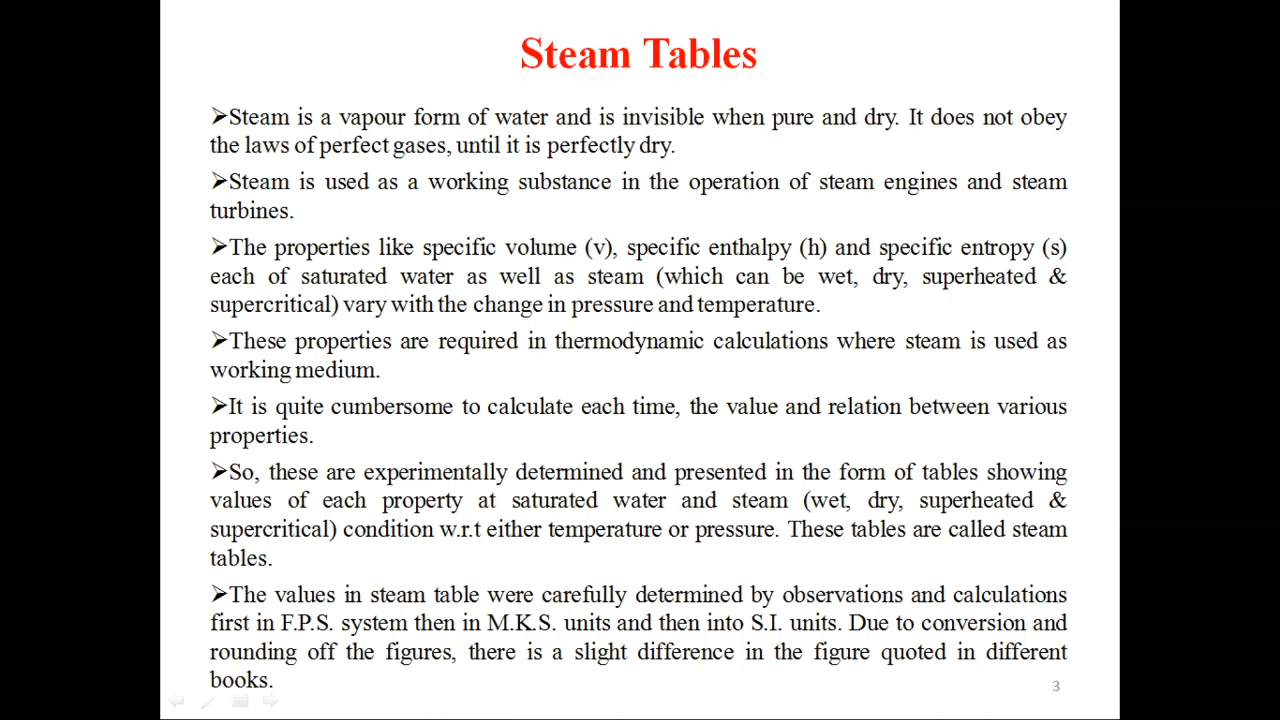 Steam Tables
➢Steam is a vapour form of water and is invisible when pure and dry. It does not obey
the laws of perfect gases, until it is perfectly dry.
➢Steam is used as a working substance in the operation of steam engines and steam
turbines.
➢The properties like specific volume (v), specific enthalpy (h) and specific entropy (s)
each of saturated water as well as steam (which can be wet, dry, superheated &
supercritical) vary with the change in pressure and temperature.
➢These properties are required in thermodynamic calculations where steam is used as
working medium.
➢It is quite cumbersome to calculate each time, the value and relation between various
properties.
➢So, these are experimentally determined and presented in the form of tables showing
values of each property at saturated water and steam (wet, dry, superheated &
supercritical) condition w.r.t either temperature or pressure. These tables are called steam
tables.
➢The values in steam table were carefully determined by observations and calculations
first in F.P.S. system then in M.K.S. units and then into S.I. units. Due to conversion and
rounding off the figures, there is a slight difference in the figure quoted in different
books.
3